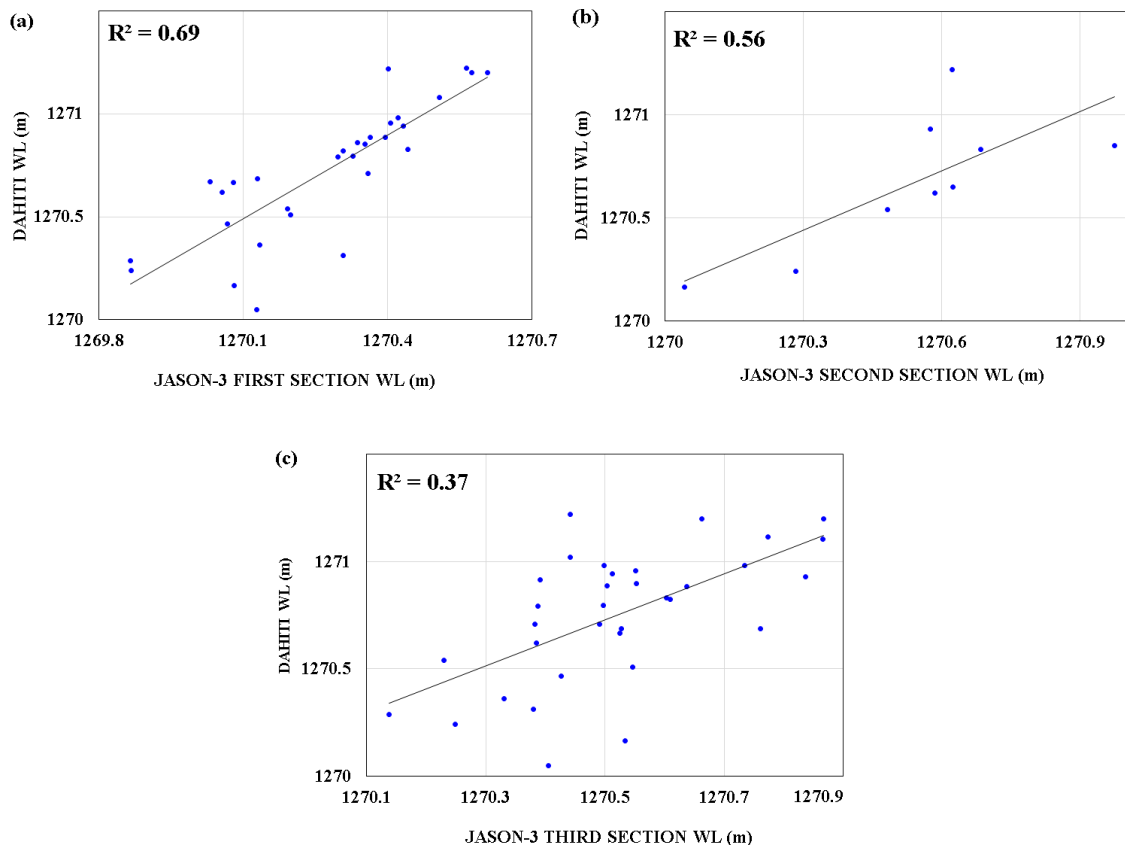 (a)
R² = 0.69
DAHITI WL (m)
1271
1270.5
1270
1269.8 1270.1 1270.4 1270.7
JASON-3 FIRST SECTION WL (m)
(b)
R² = 0.56
DAHITI WL (m)
1271
1270.5
1270
1270 1270.3 1270.6 1270.9
JASON-3 SECOND SECTION WL (m)
(c)
R² = 0.37
DAHITI WL (m)
1271
1270.5
1270
1270.1 1270.3 1270.5 1270.7 1270.9
JASON-3 THIRD SECTION WL (m)